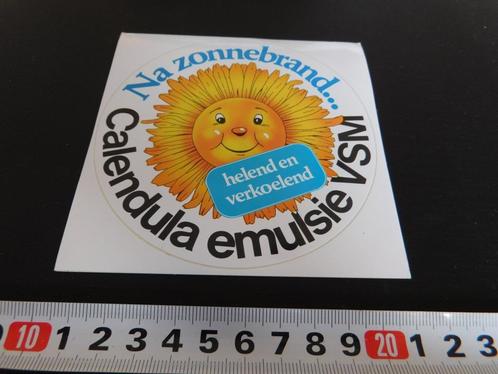 Na zonnebrand...
helend en
verkoelend
Calendula emulsie VSM
0 10 1 2 3 4 5 6 7 8 9 20 1 2 3